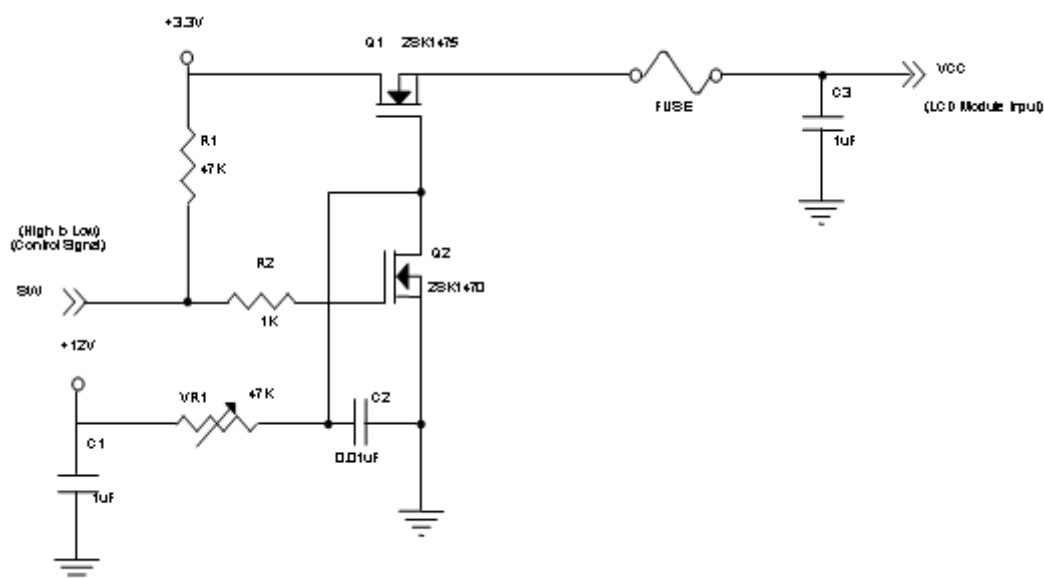 +3.3V
Q1 2SK1475
VCC
FUSE
C3
(LCD Module Input)
R1
1uF
47K
(High to Low)
(Control Signal)
R2
Q2
SW
2SK1470
1K
+12V
VR1
47K
C2
C1
0.01uF
1uF